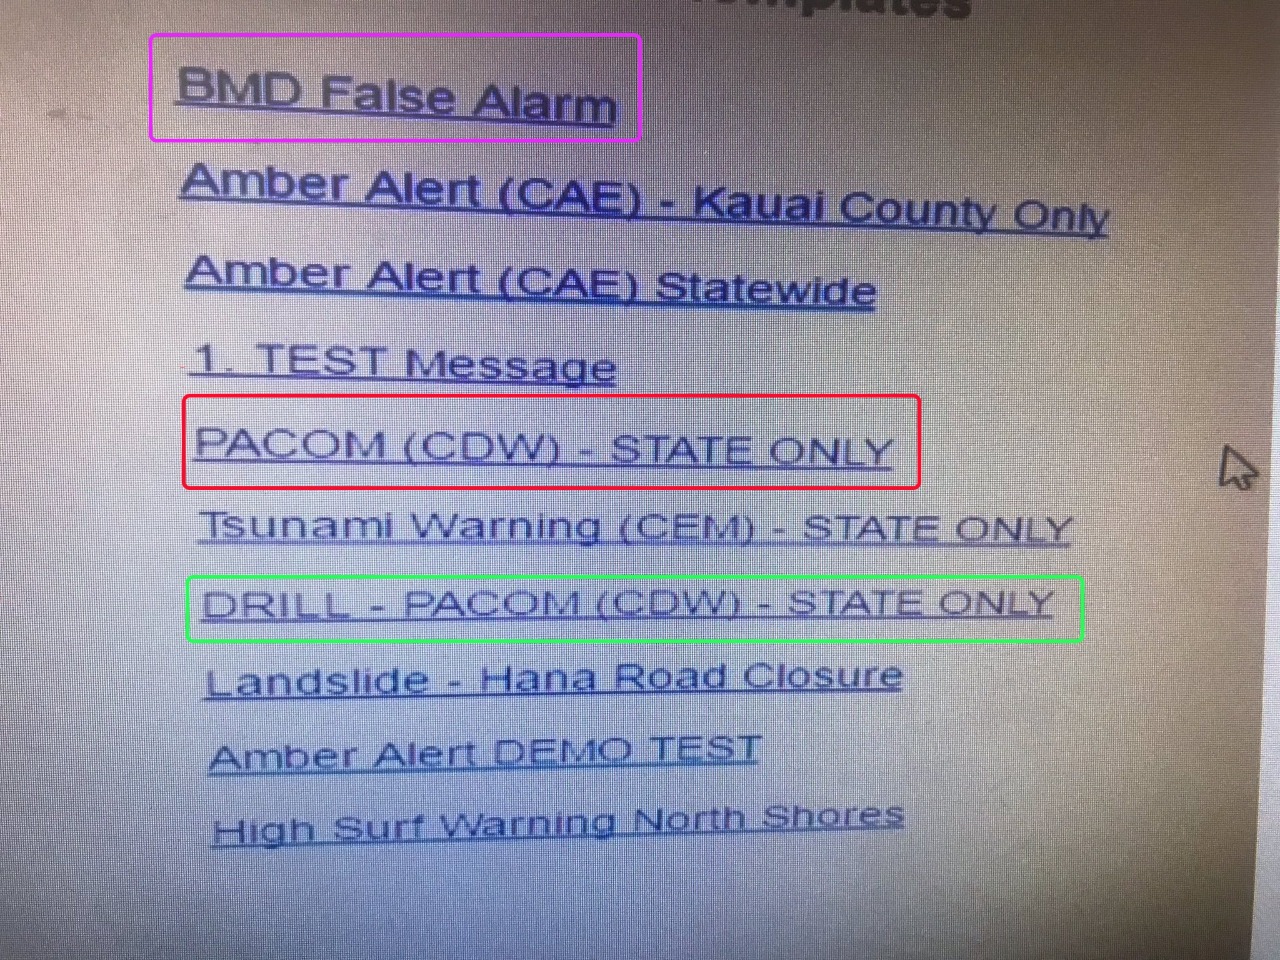 BMD False Alarm
Amber Alert (CAE) - Kauai County Only
Amber Alert (CAE) Statewide
1. TEST Message
PACOM (CDW) - STATE ONLY
Tsunami Warning (CEM) - STATE ONLY
DRILL - PACOM (CDW) - STATE ONLY
Landslide - Hana Road Closure
Amber Alert DEMO TEST
High Surf Warning North Shores